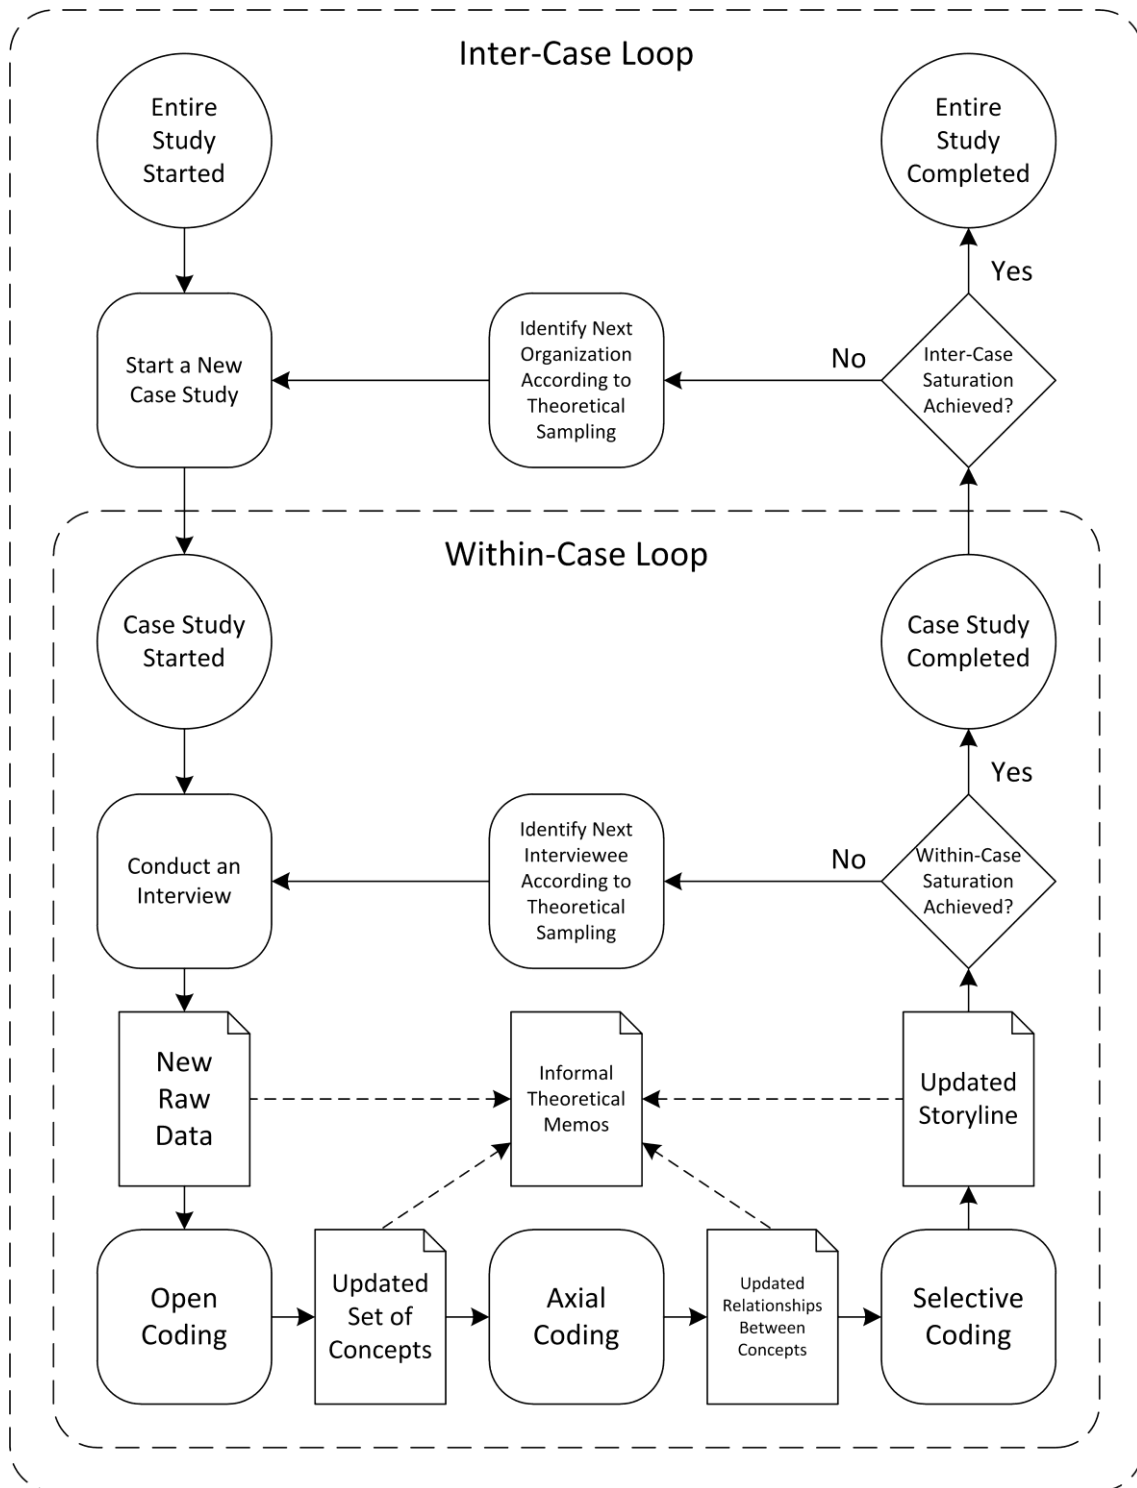 Inter-Case Loop
Entire
Study
Started
Entire
Study
Completed
Yes
Start a New
Case Study
Identify Next
Organization
According to
Theoretical
Sampling
No
Inter-Case
Saturation
Achieved?
Within-Case Loop
Case Study
Started
Case Study
Completed
Yes
Conduct an
Interview
Identify Next
Interviewee
According to
Theoretical
Sampling
No
Within-Case
Saturation
Achieved?
New
Raw
Data
Informal
Theoretical
Memos
Updated
Storyline
Open
Coding
Updated
Set of
Concepts
Axial
Coding
Updated
Relationships
Between
Concepts
Selective
Coding